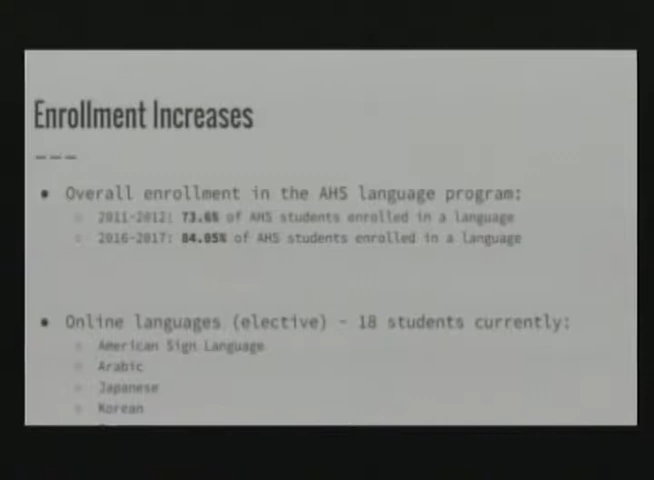 Enrollment Increases
---
Overall enrollment in the AHS language program:
2011-2012: 73.6% of AHS students enrolled in a language
2016-2017: 84.05% of AHS students enrolled in a language
Online languages (elective) - 18 students currently:
American Sign Language
Arabic
Japanese
Korean